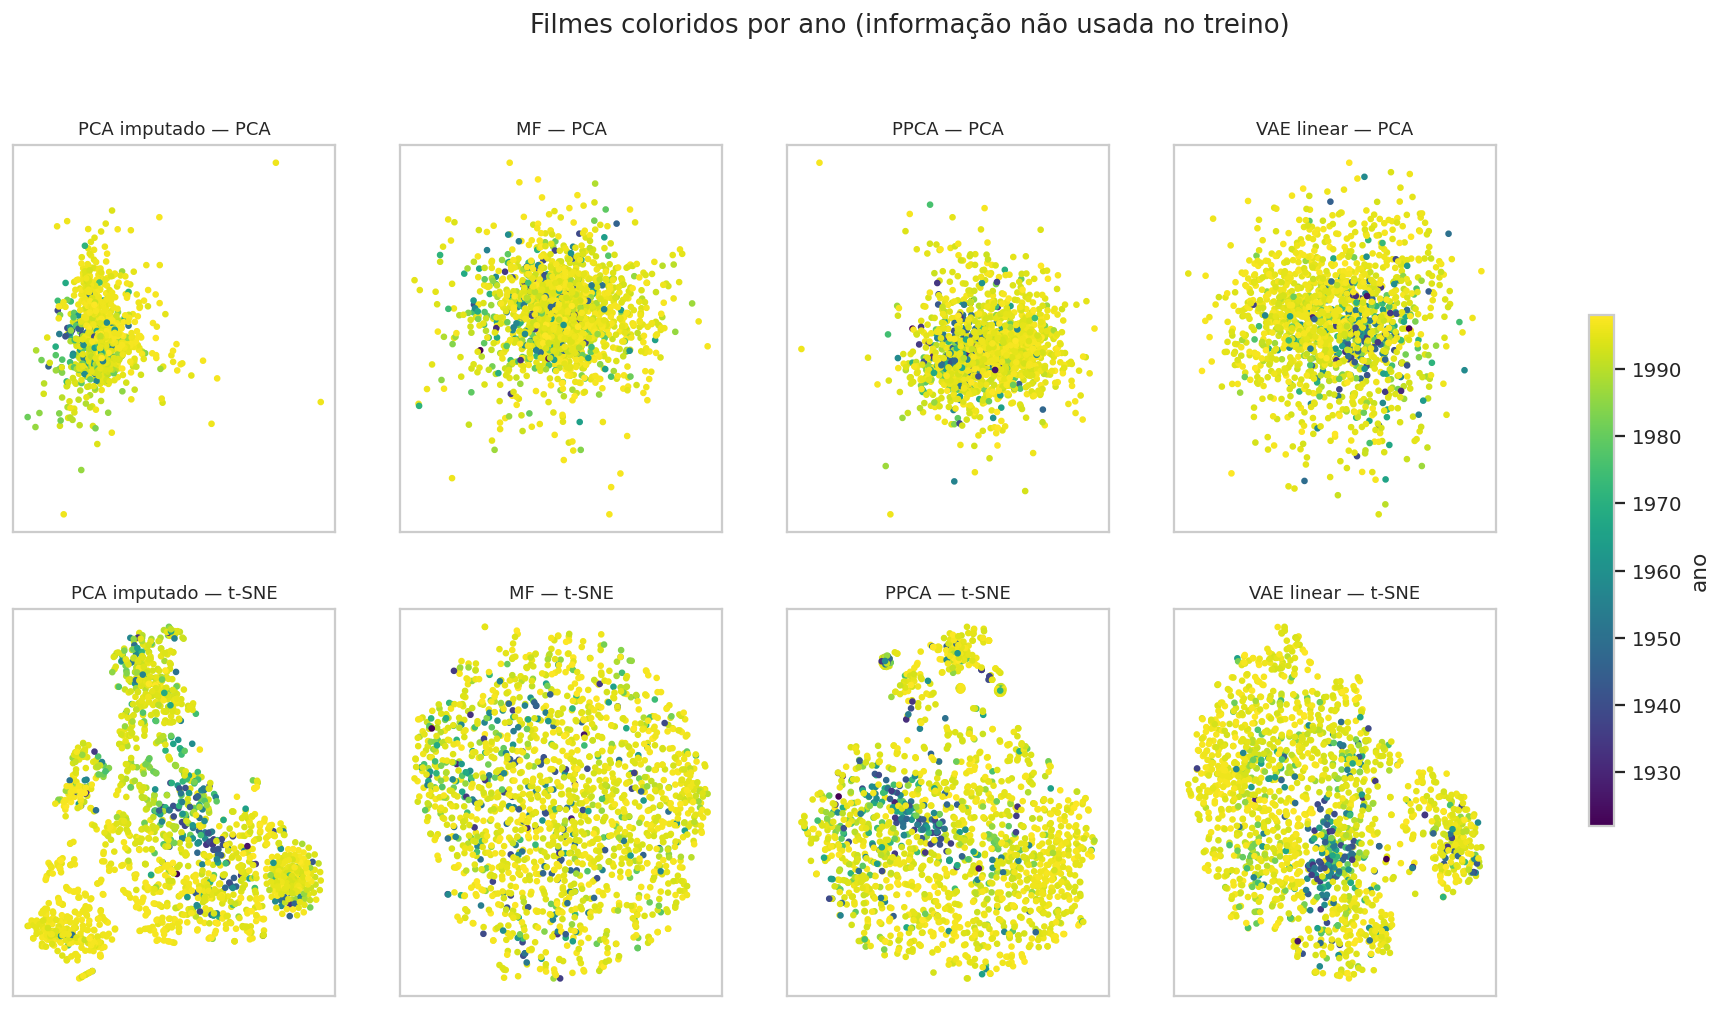 Filmes coloridos por ano (informação não usada no treino)
PCA imputado — PCA
MF — PCA
PPCA — PCA
VAE linear — PCA
PCA imputado — t-SNE
MF — t-SNE
PPCA — t-SNE
VAE linear — t-SNE
1990
1980
1970
1960
1950
1940
1930
ano